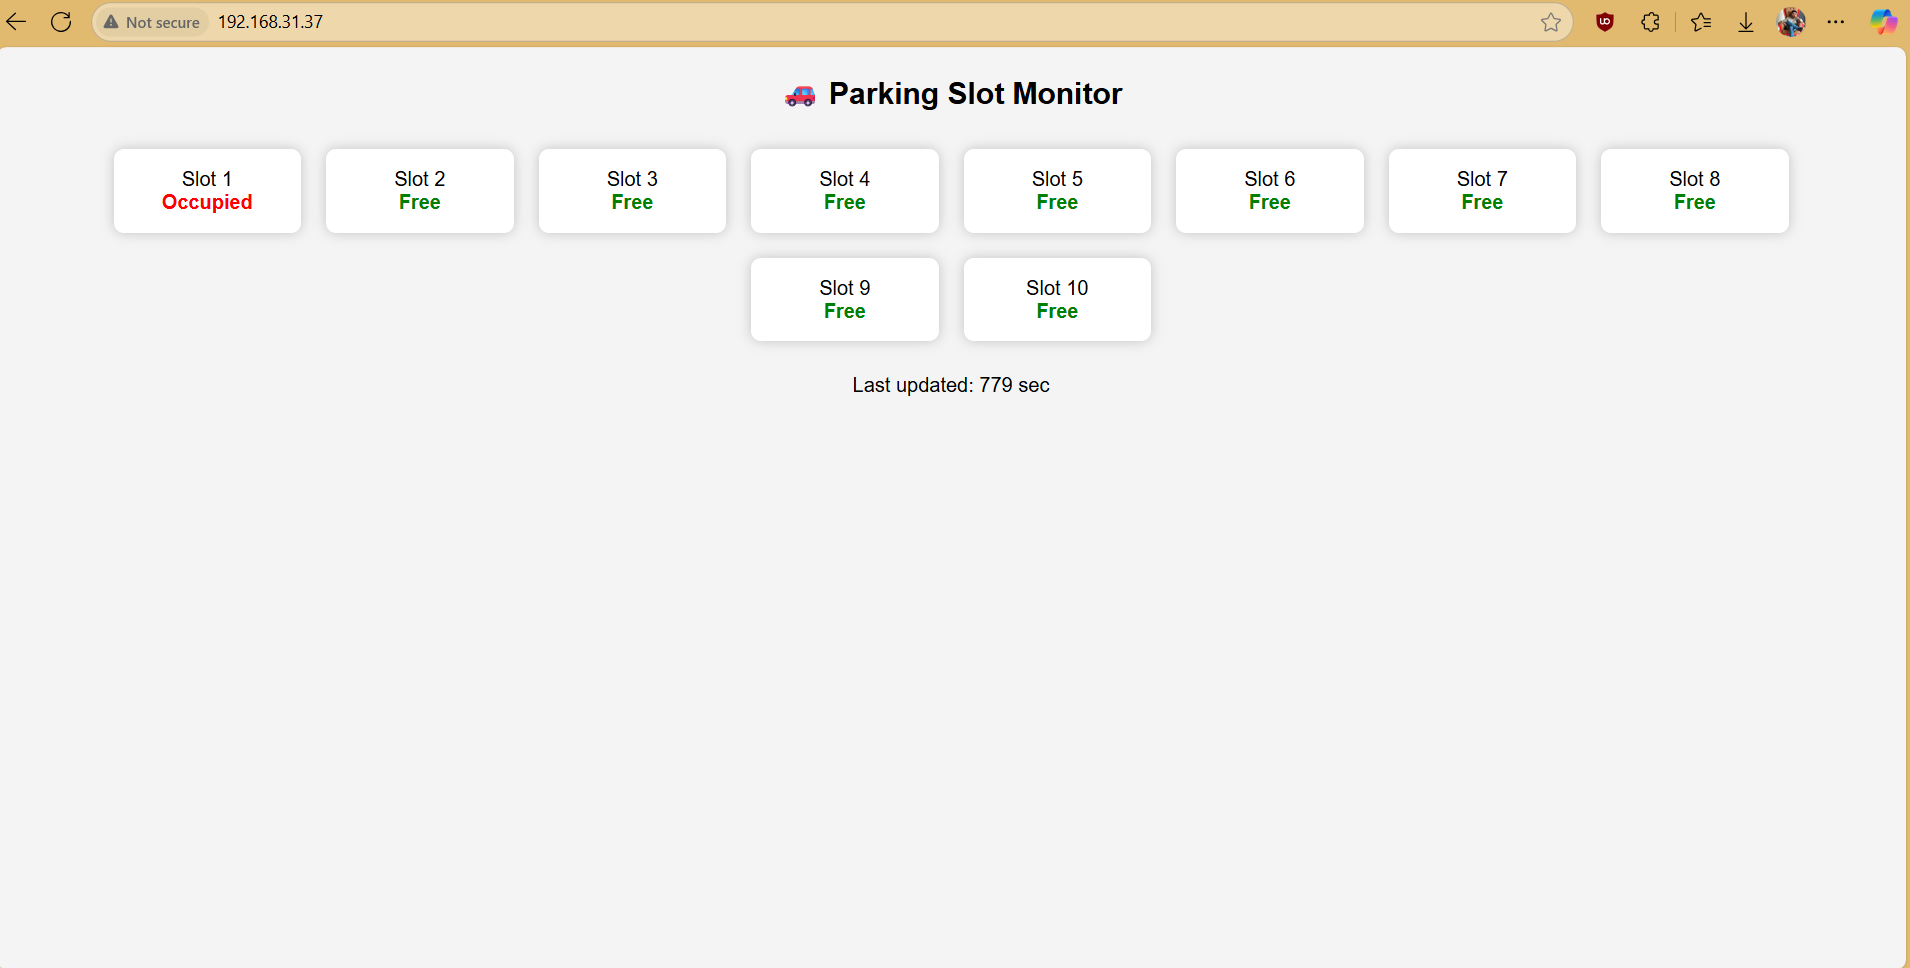 Not secure 192.168.31.37
Parking Slot Monitor
Slot 1
Occupied
Slot 2
Free
Slot 3
Free
Slot 4
Free
Slot 5
Free
Slot 6
Free
Slot 7
Free
Slot 8
Free
Slot 9
Free
Slot 10
Free
Last updated: 779 sec